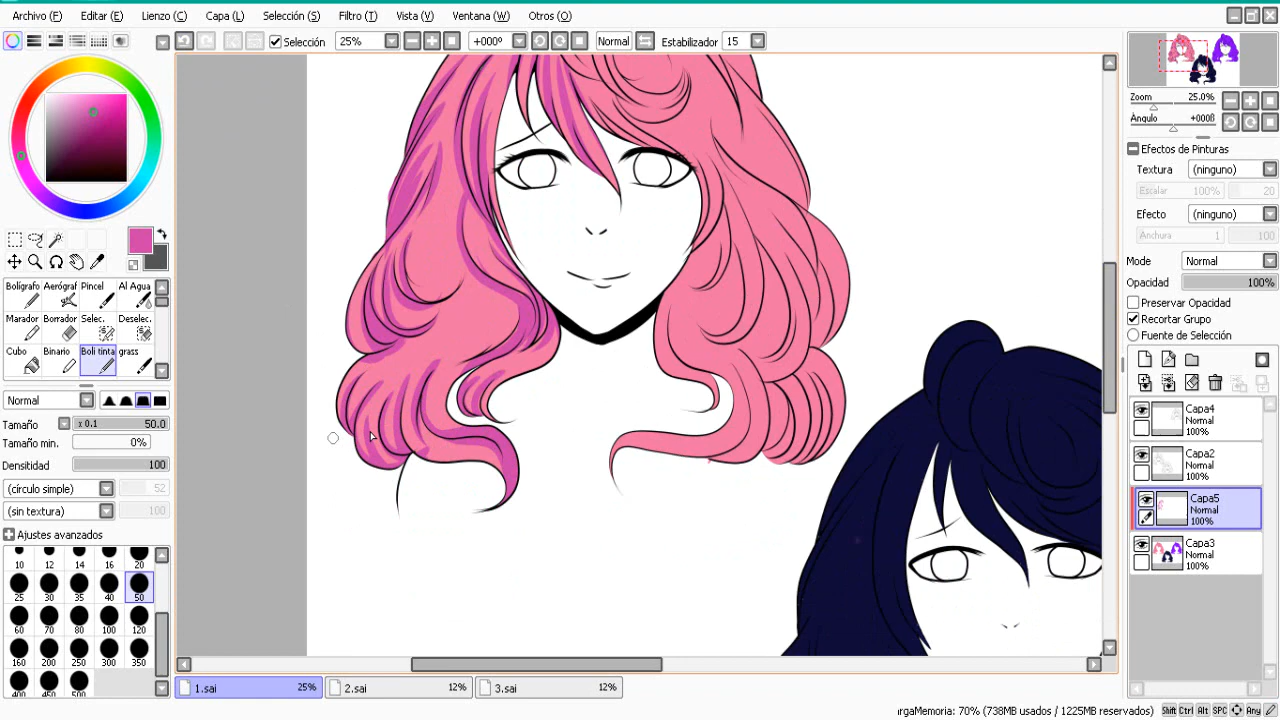 Archivo (F) Editar (E) Lienzo (C) Capa (L) Selección (S) Filtro (T) Vista (V) Ventana (W) Otros (O)
Selección 25% +000º Normal Estabilizador 15
Zoom 25.0%
Ángulo +000ß
Efectos de Pinturas
Textura (ninguno)
Escalar 100% 20
Efecto (ninguno)
Anchura 1 100
Mode Normal
Opacidad 100%
Preservar Opacidad
Recortar Grupo
Fuente de Selección
Bolígrafo Aerógraf Pincel Al Agua
Marador Borrador Selec. Deselec.
Cubo Binario Boli tinta grass
Normal
Tamaño x 0.1 50.0
Tamaño min. 0%
Densitidad 100
(círculo simple) 52
(sin textura) 100
Ajustes avanzados
10 12 14 16 20
25 30 35 40 50
60 70 80 100 120
160 200 250 300 350
400 450 500
Capa4
Normal
100%
Capa2
Normal
100%
Capa5
Normal
100%
Capa3
Normal
100%
1.sai 25% 2.sai 12% 3.sai 12%
rgaMemoria: 70% (738MB usados / 1225MB reservados) Shift Ctrl Alt SPC Any